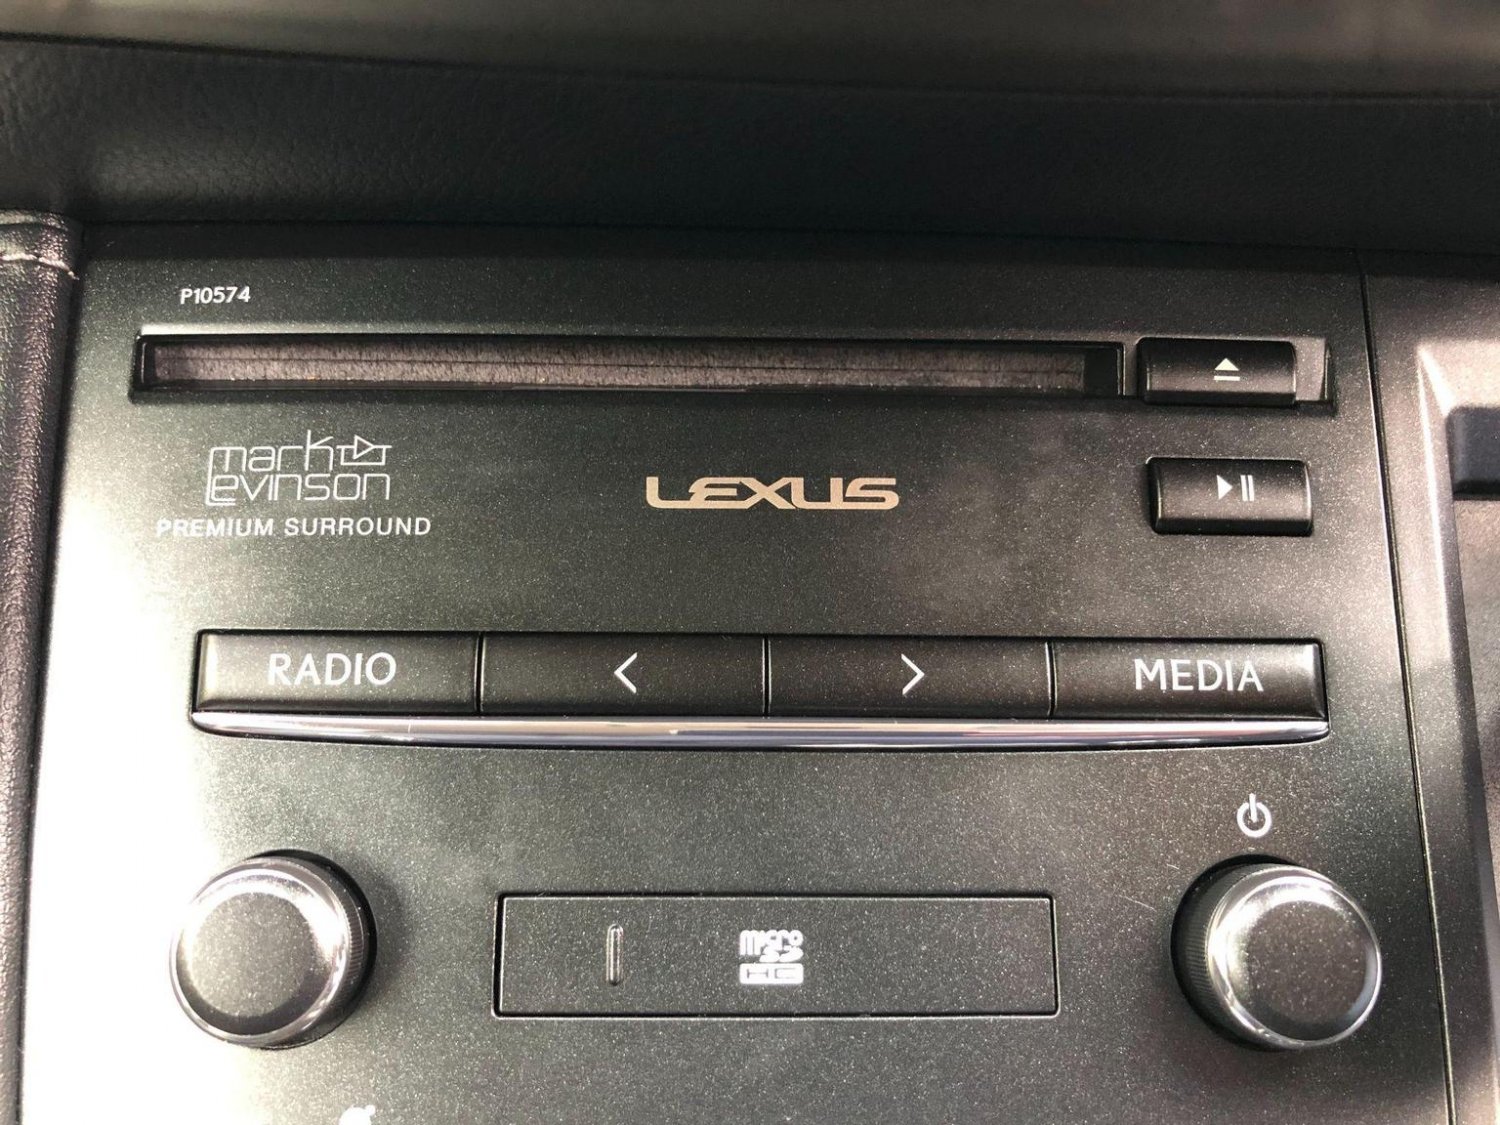 P10574
mark
Levinson
PREMIUM SURROUND
LEXUS
RADIO
MEDIA
micro
SD
HC